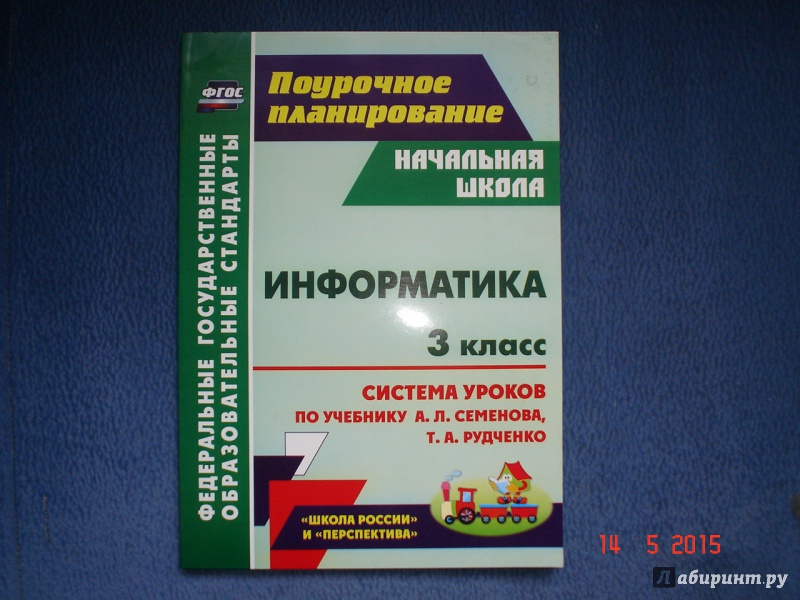 ФГОС
ФЕДЕРАЛЬНЫЕ ГОСУДАРСТВЕННЫЕ
ОБРАЗОВАТЕЛЬНЫЕ СТАНДАРТЫ
Поурочное
планирование
НАЧАЛЬНАЯ
ШКОЛА
ИНФОРМАТИКА
3 класс
СИСТЕМА УРОКОВ
ПО УЧЕБНИКУ А. Л. СЕМЕНОВА,
Т. А. РУДЧЕНКО
«ШКОЛА РОССИИ»
И «ПЕРСПЕКТИВА»
14 5 2015
Лабиринт.ру